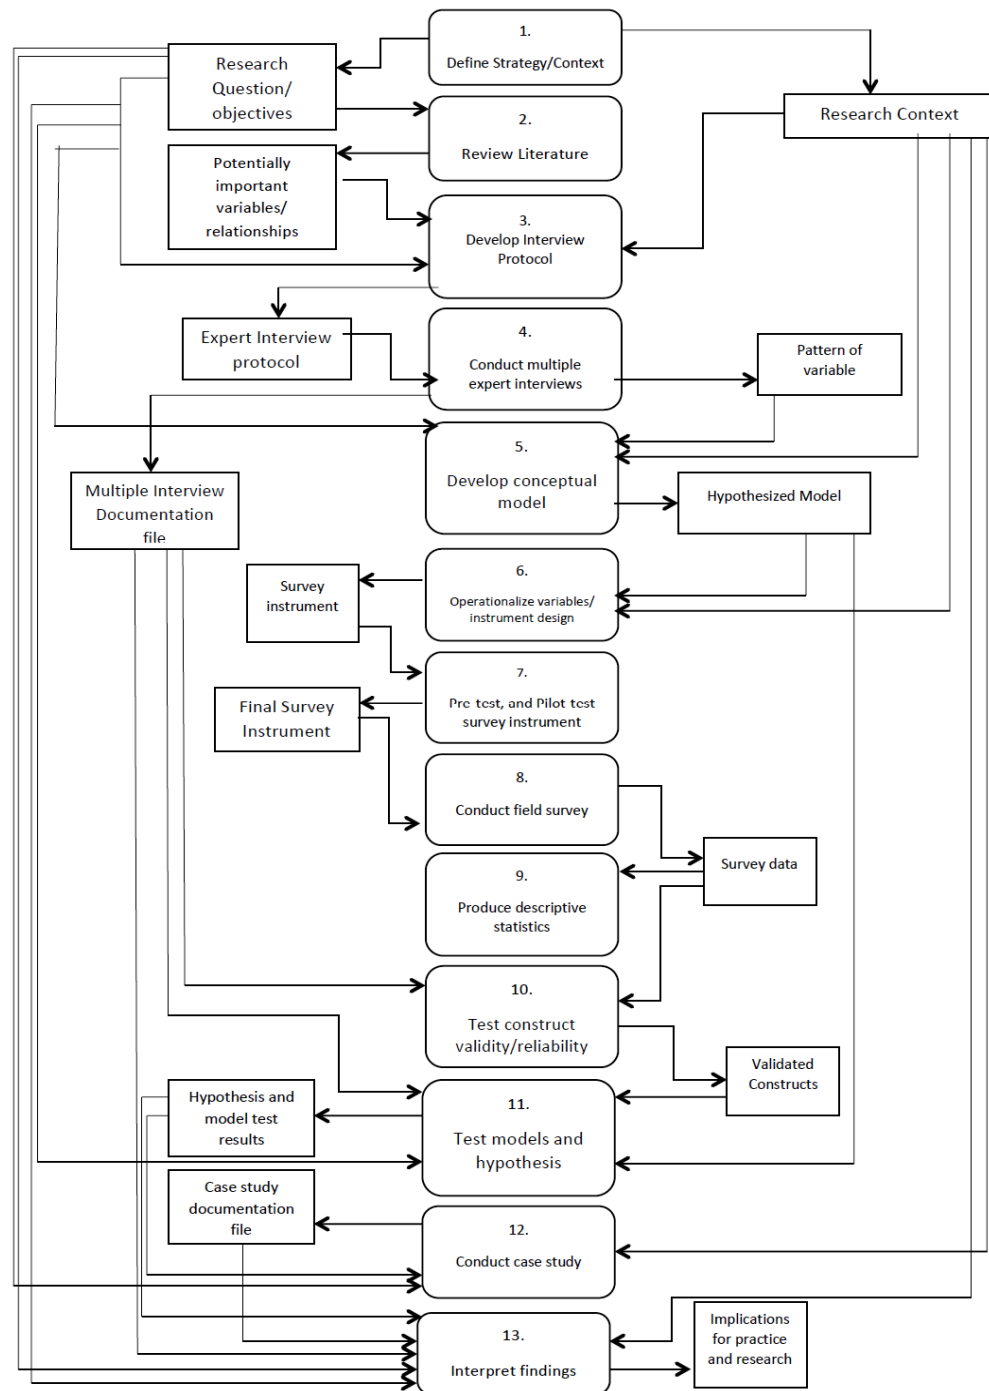 1.
Define Strategy/Context
Research
Question/
objectives
Research Context
2.
Review Literature
Potentially
important
variables/
relationships
3.
Develop Interview
Protocol
Expert Interview
protocol
4.
Conduct multiple
expert interviews
Pattern of
variable
5.
Develop conceptual
model
Multiple Interview
Documentation
file
Hypothesized Model
6.
Operationalize variables/
instrument design
Survey
instrument
7.
Pre-test, and Pilot-test
survey instrument
Final Survey
Instrument
8.
Conduct field survey
Survey data
9.
Produce descriptive
statistics
10.
Test construct
validity/reliability
Validated
Constructs
Hypothesis and
model test
results
11.
Test models and
hypothesis
Case study
documentation
file
12.
Conduct case study
13.
Interpret findings
Implications
for practice
and research